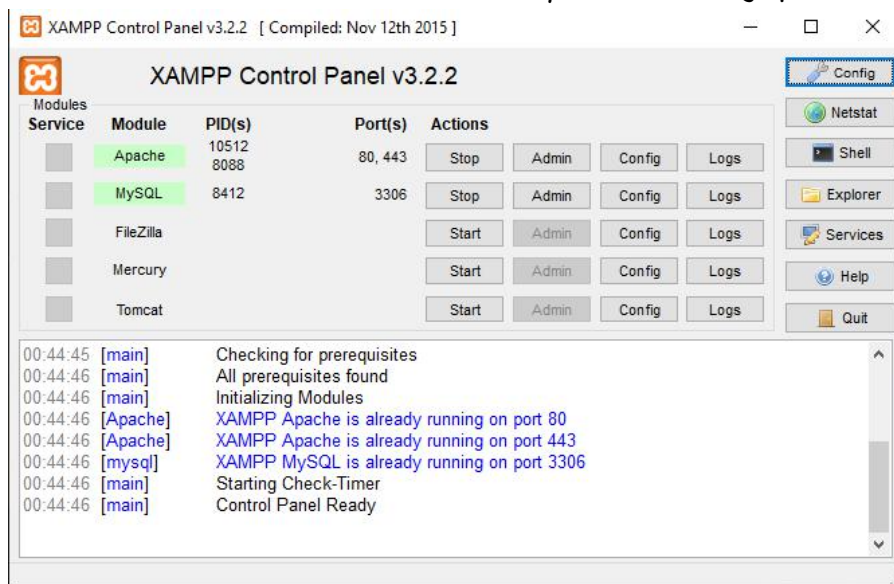 XAMPP Control Panel v3.2.2 [ Compiled: Nov 12th 2015 ]
XAMPP Control Panel v3.2.2
Config
Modules
Service Module PID(s) Port(s) Actions
Netstat
Apache 10512 8088 80, 443 Stop Admin Config Logs
Shell
MySQL 8412 3306 Stop Admin Config Logs
Explorer
FileZilla Start Admin Config Logs
Services
Mercury Start Admin Config Logs
Help
Tomcat Start Admin Config Logs
Quit
00:44:45 [main] Checking for prerequisites
00:44:46 [main] All prerequisites found
00:44:46 [main] Initializing Modules
00:44:46 [Apache] XAMPP Apache is already running on port 80
00:44:46 [Apache] XAMPP Apache is already running on port 443
00:44:46 [mysql] XAMPP MySQL is already running on port 3306
00:44:46 [main] Starting Check-Timer
00:44:46 [main] Control Panel Ready